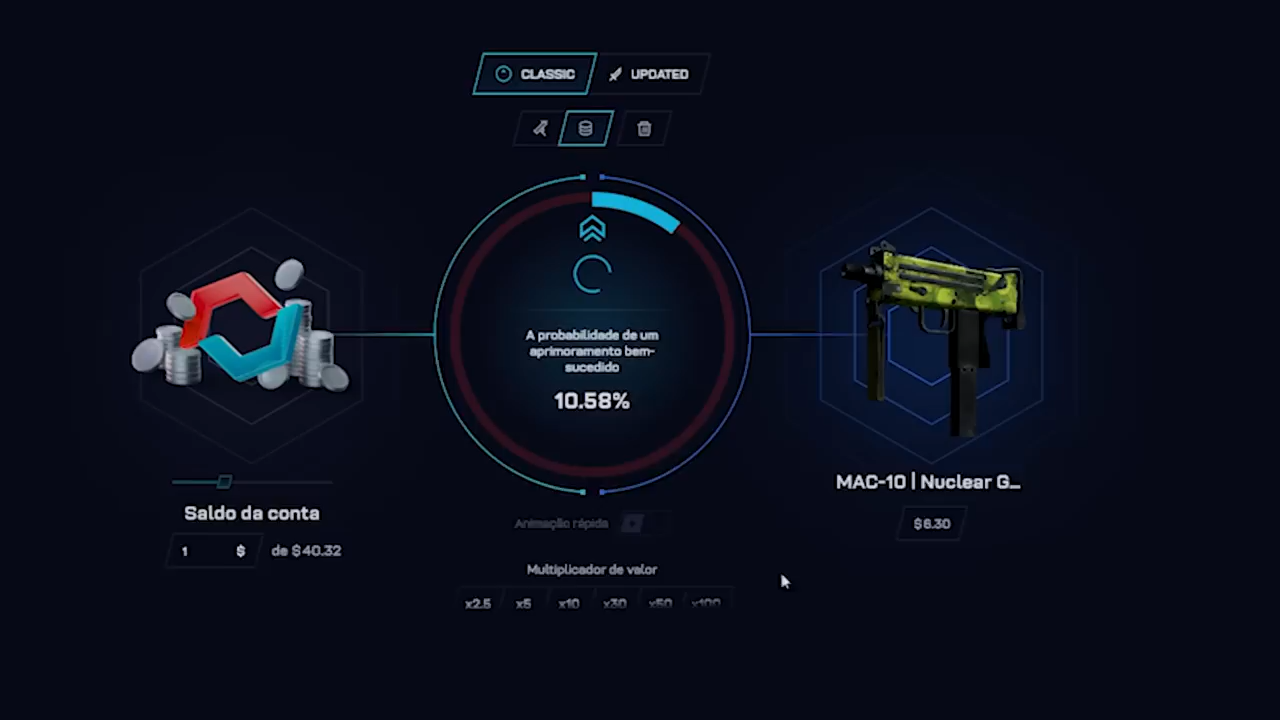 CLASSIC
UPDATED
A probabilidade de um
aprimoramento bem-
sucedido
10.58%
MAC-10 | Nuclear G...
$6.30
Saldo da conta
1 $ de $40.32
Animação rápida
Multiplicador de valor
x2.5 x5 x10 x30 x50 x100